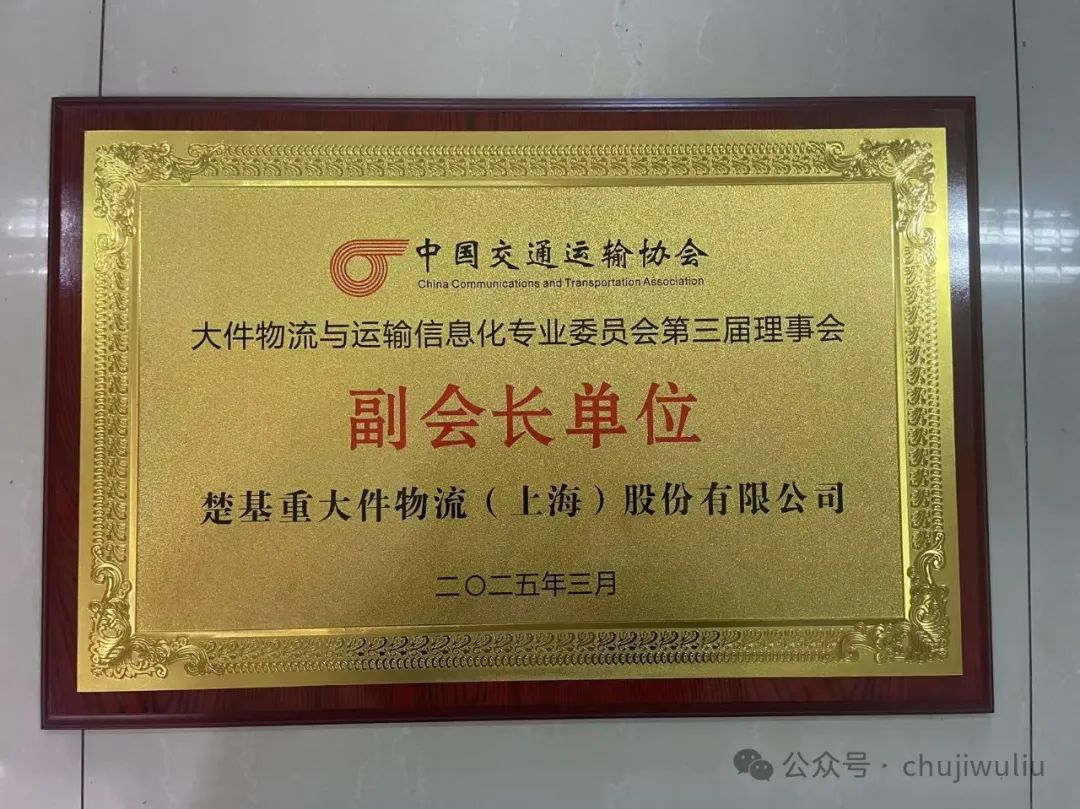 中国交通运输协会
China Communications and Transportation Association
大件物流与运输信息化专业委员会第三届理事会
副会长单位
楚基重大件物流（上海）股份有限公司
二〇二五年三月
公众号 · chujiwuliu